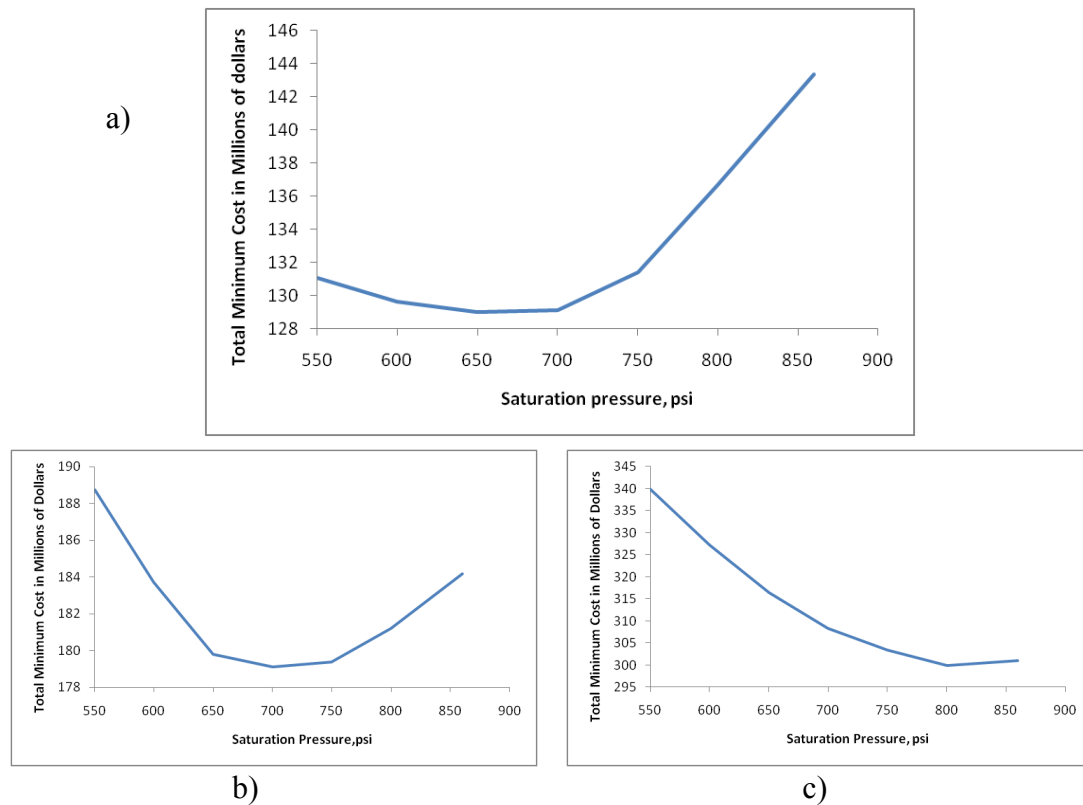 a)
Total Minimum Cost in Millions of dollars
146
144
142
140
138
136
134
132
130
128
550 600 650 700 750 800 850 900
Saturation pressure, psi
Total Minimum Cost in Millions of Dollars
190
188
186
184
182
180
178
550 600 650 700 750 800 850 900
Saturation Pressure,psi
b)
Total Minimum Cost in Millions of Dollars
345
340
335
330
325
320
315
310
305
300
295
550 600 650 700 750 800 850 900
Saturation Pressure, psi
c)